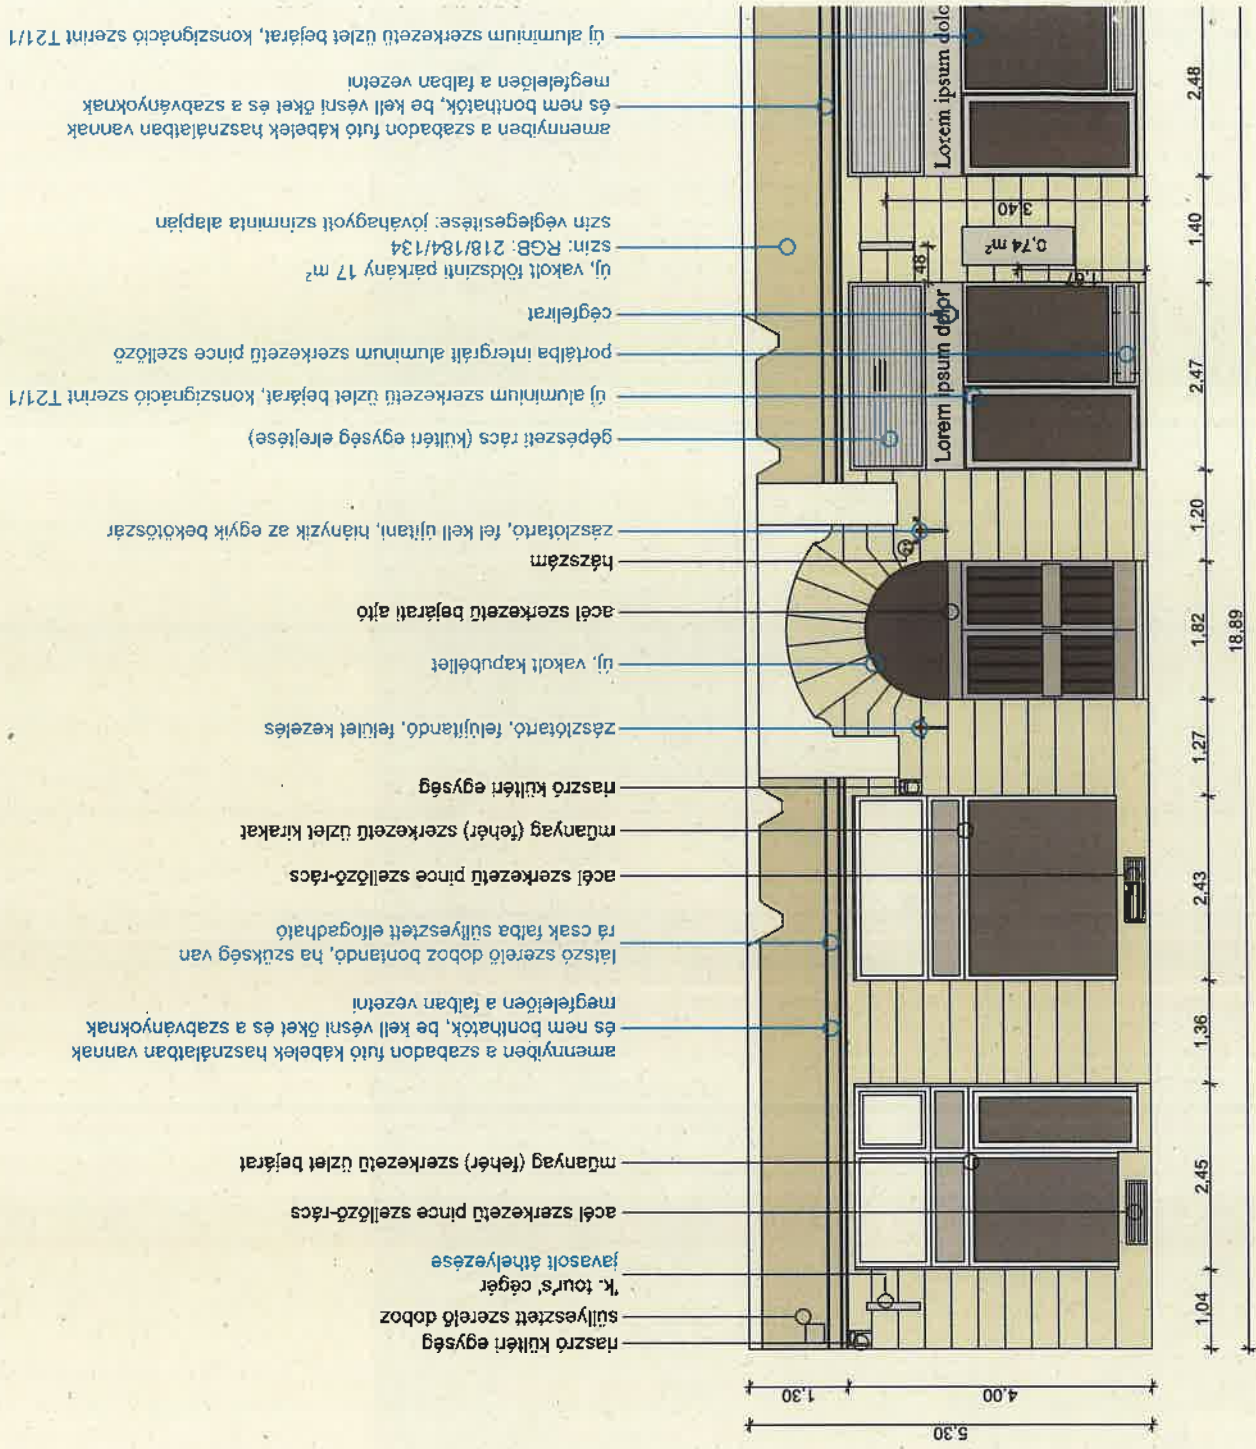 5,30
4,00
1,30
riaszró kültéri egység
süllyesztett szerelő doboz
'k. tour's' cégér
javasolt áthelyezése
acél szerkezetű pince szellőző-rács
műanyag (fehér) szerkezetű üzlet bejárat
amennyiben a szabadon futó kábelek használatban vannak
és nem bonthatók, be kell vésni őket és a szabványoknak
megfelelően a falban vezetni
látszó szerelő doboz bontandó, ha szükség van
rá csak falba süllyesztett elfogadható
acél szerkezetű pince szellőző-rács
műanyag (fehér) szerkezetű üzlet kirakat
riaszró kültéri egység
zászlótartó, felújítandó, felület kezelés
új, vakolt kapubéllet
acél szerkezetű bejárati ajtó
házszám
zászlótartó, fel kell újítani, hiányzik az egyik bekötőszár
gépészeti rács (kültéri egység elrejtése)
új alumínium szerkezetű üzlet bejárat, konszignáció szerint T21/1
portálba intergrált aluminum szerkezetű pince szellőző
cégfelirat
új, vakolt földszinti párkány 17 m²
szín: RGB: 218/184/134
szín véglegesítése: jóváhagyott színminta alapján
amennyiben a szabadon futó kábelek használatban vannak
és nem bonthatók, be kell vésni őket és a szabványoknak
megfelelően a falban vezetni
új alumínium szerkezetű üzlet bejárat, konszignáció szerint T21/1
Lorem ipsum dolor
Lorem ipsum dolc
1,67
48
0,74 m²
3,40
1,04
2,45
1,36
2,43
1,27
1,82
1,20
2,47
1,40
2,48
18,89